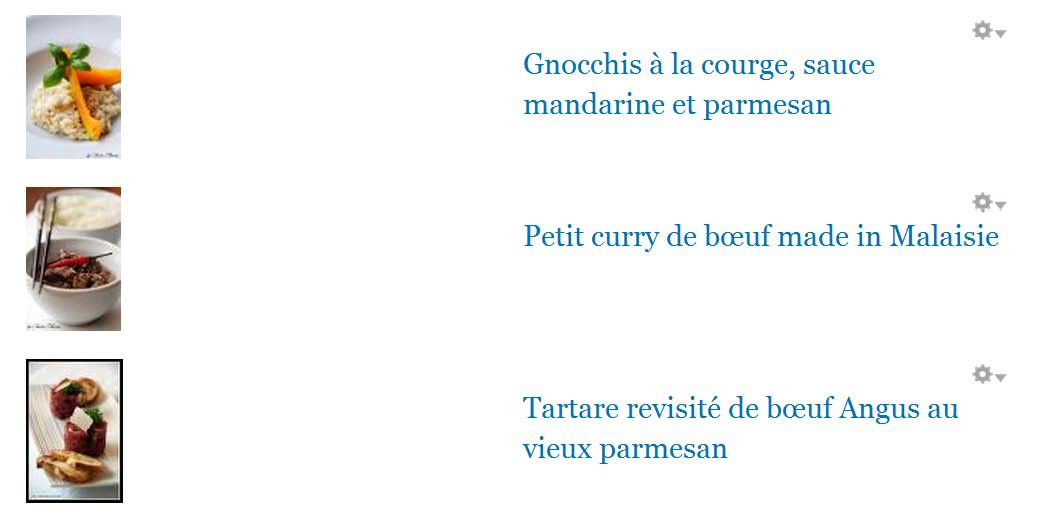 Gnocchis à la courge, sauce
mandarine et parmesan
Petit curry de bœuf made in Malaisie
Tartare revisité de bœuf Angus au
vieux parmesan